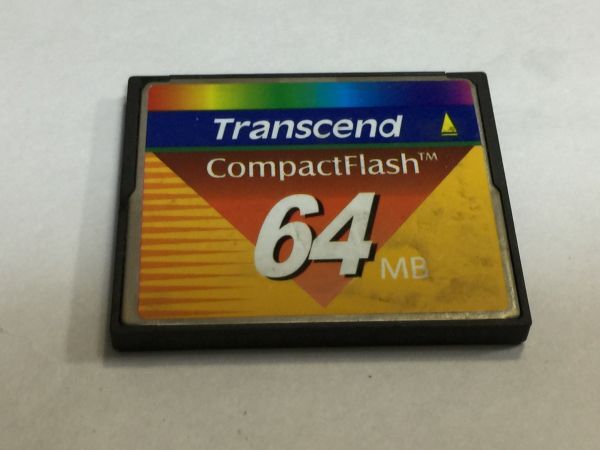 Transcend
CompactFlash™
64 MB